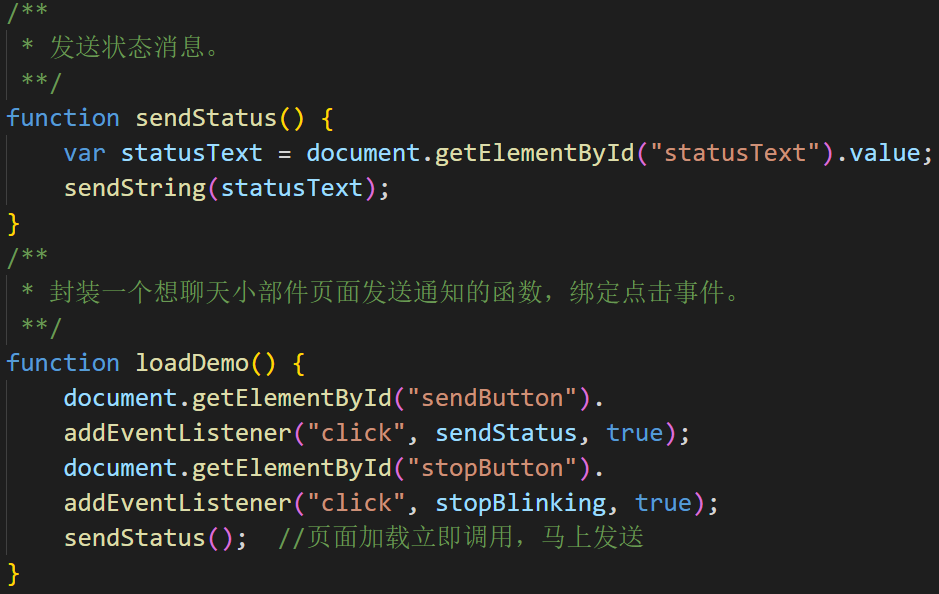 /**
 * 发送状态消息。
 **/
function sendStatus() {
    var statusText = document.getElementById("statusText").value;
    sendString(statusText);
}
/**
 * 封装一个想聊天小部件页面发送通知的函数，绑定点击事件。
 **/
function loadDemo() {
    document.getElementById("sendButton").
    addEventListener("click", sendStatus, true);
    document.getElementById("stopButton").
    addEventListener("click", stopBlinking, true);
    sendStatus();  //页面加载立即调用，马上发送
}